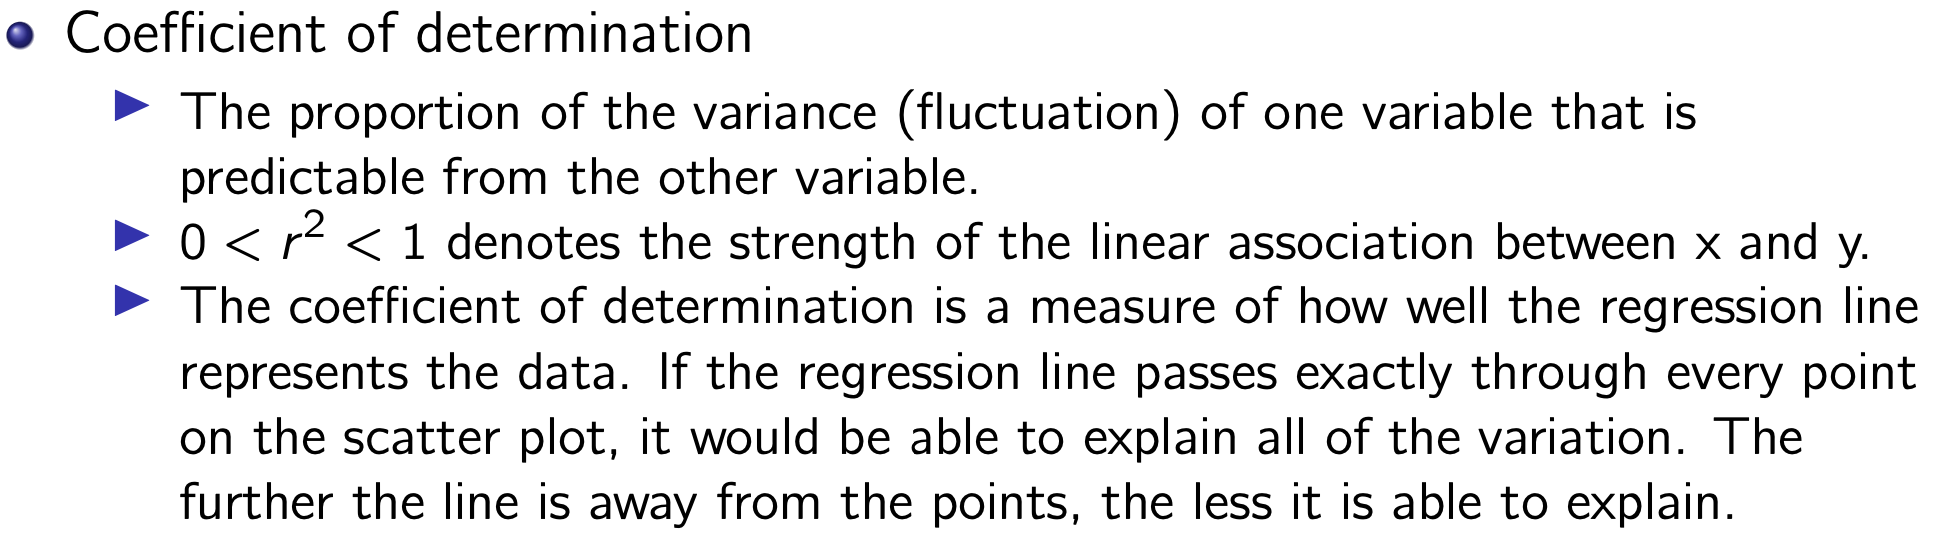 Coefficient of determination
The proportion of the variance (fluctuation) of one variable that is
predictable from the other variable.
0 < r² < 1 denotes the strength of the linear association between x and y.
The coefficient of determination is a measure of how well the regression line
represents the data. If the regression line passes exactly through every point
on the scatter plot, it would be able to explain all of the variation. The
further the line is away from the points, the less it is able to explain.